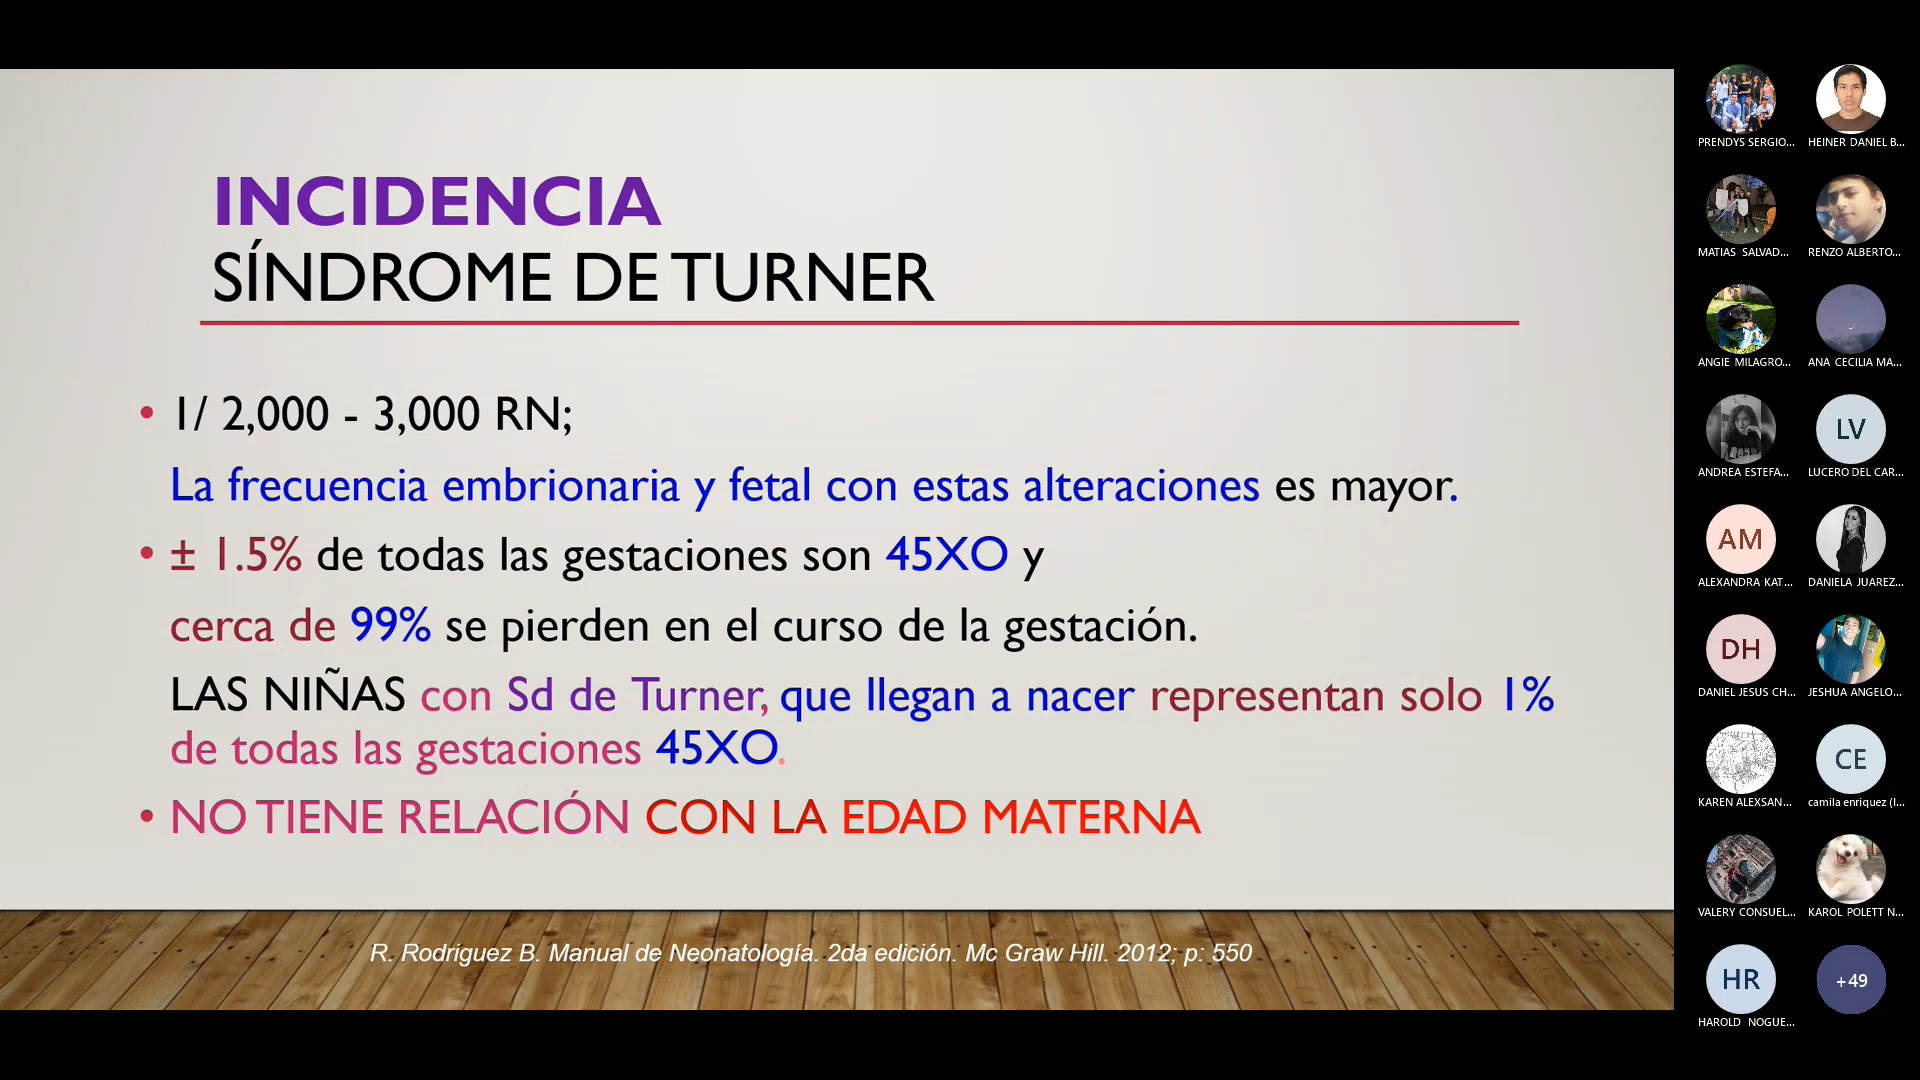 INCIDENCIA
SÍNDROME DE TURNER
• 1/ 2,000 - 3,000 RN;
La frecuencia embrionaria y fetal con estas alteraciones es mayor.
• ± 1.5% de todas las gestaciones son 45XO y
cerca de 99% se pierden en el curso de la gestación.
LAS NIÑAS con Sd de Turner, que llegan a nacer representan solo 1%
de todas las gestaciones 45XO.
• NO TIENE RELACIÓN CON LA EDAD MATERNA
R. Rodriguez B. Manual de Neonatología. 2da edición. Mc Graw Hill. 2012; p: 550
PRENDYS SERGIO...
HEINER DANIEL B...
MATIAS SALVAD...
RENZO ALBERTO...
ANGIE MILAGRO...
ANA CECILIA MA...
ANDREA ESTEFA...
LV
LUCERO DEL CAR...
AM
ALEXANDRA KAT...
DANIELA JUAREZ...
DH
DANIEL JESUS CH...
JESHUA ANGELO...
KAREN ALEXSAN...
CE
camila enriquez (I...
VALERY CONSUEL...
KAROL POLETT N...
HR
HAROLD NOGUE...
+49